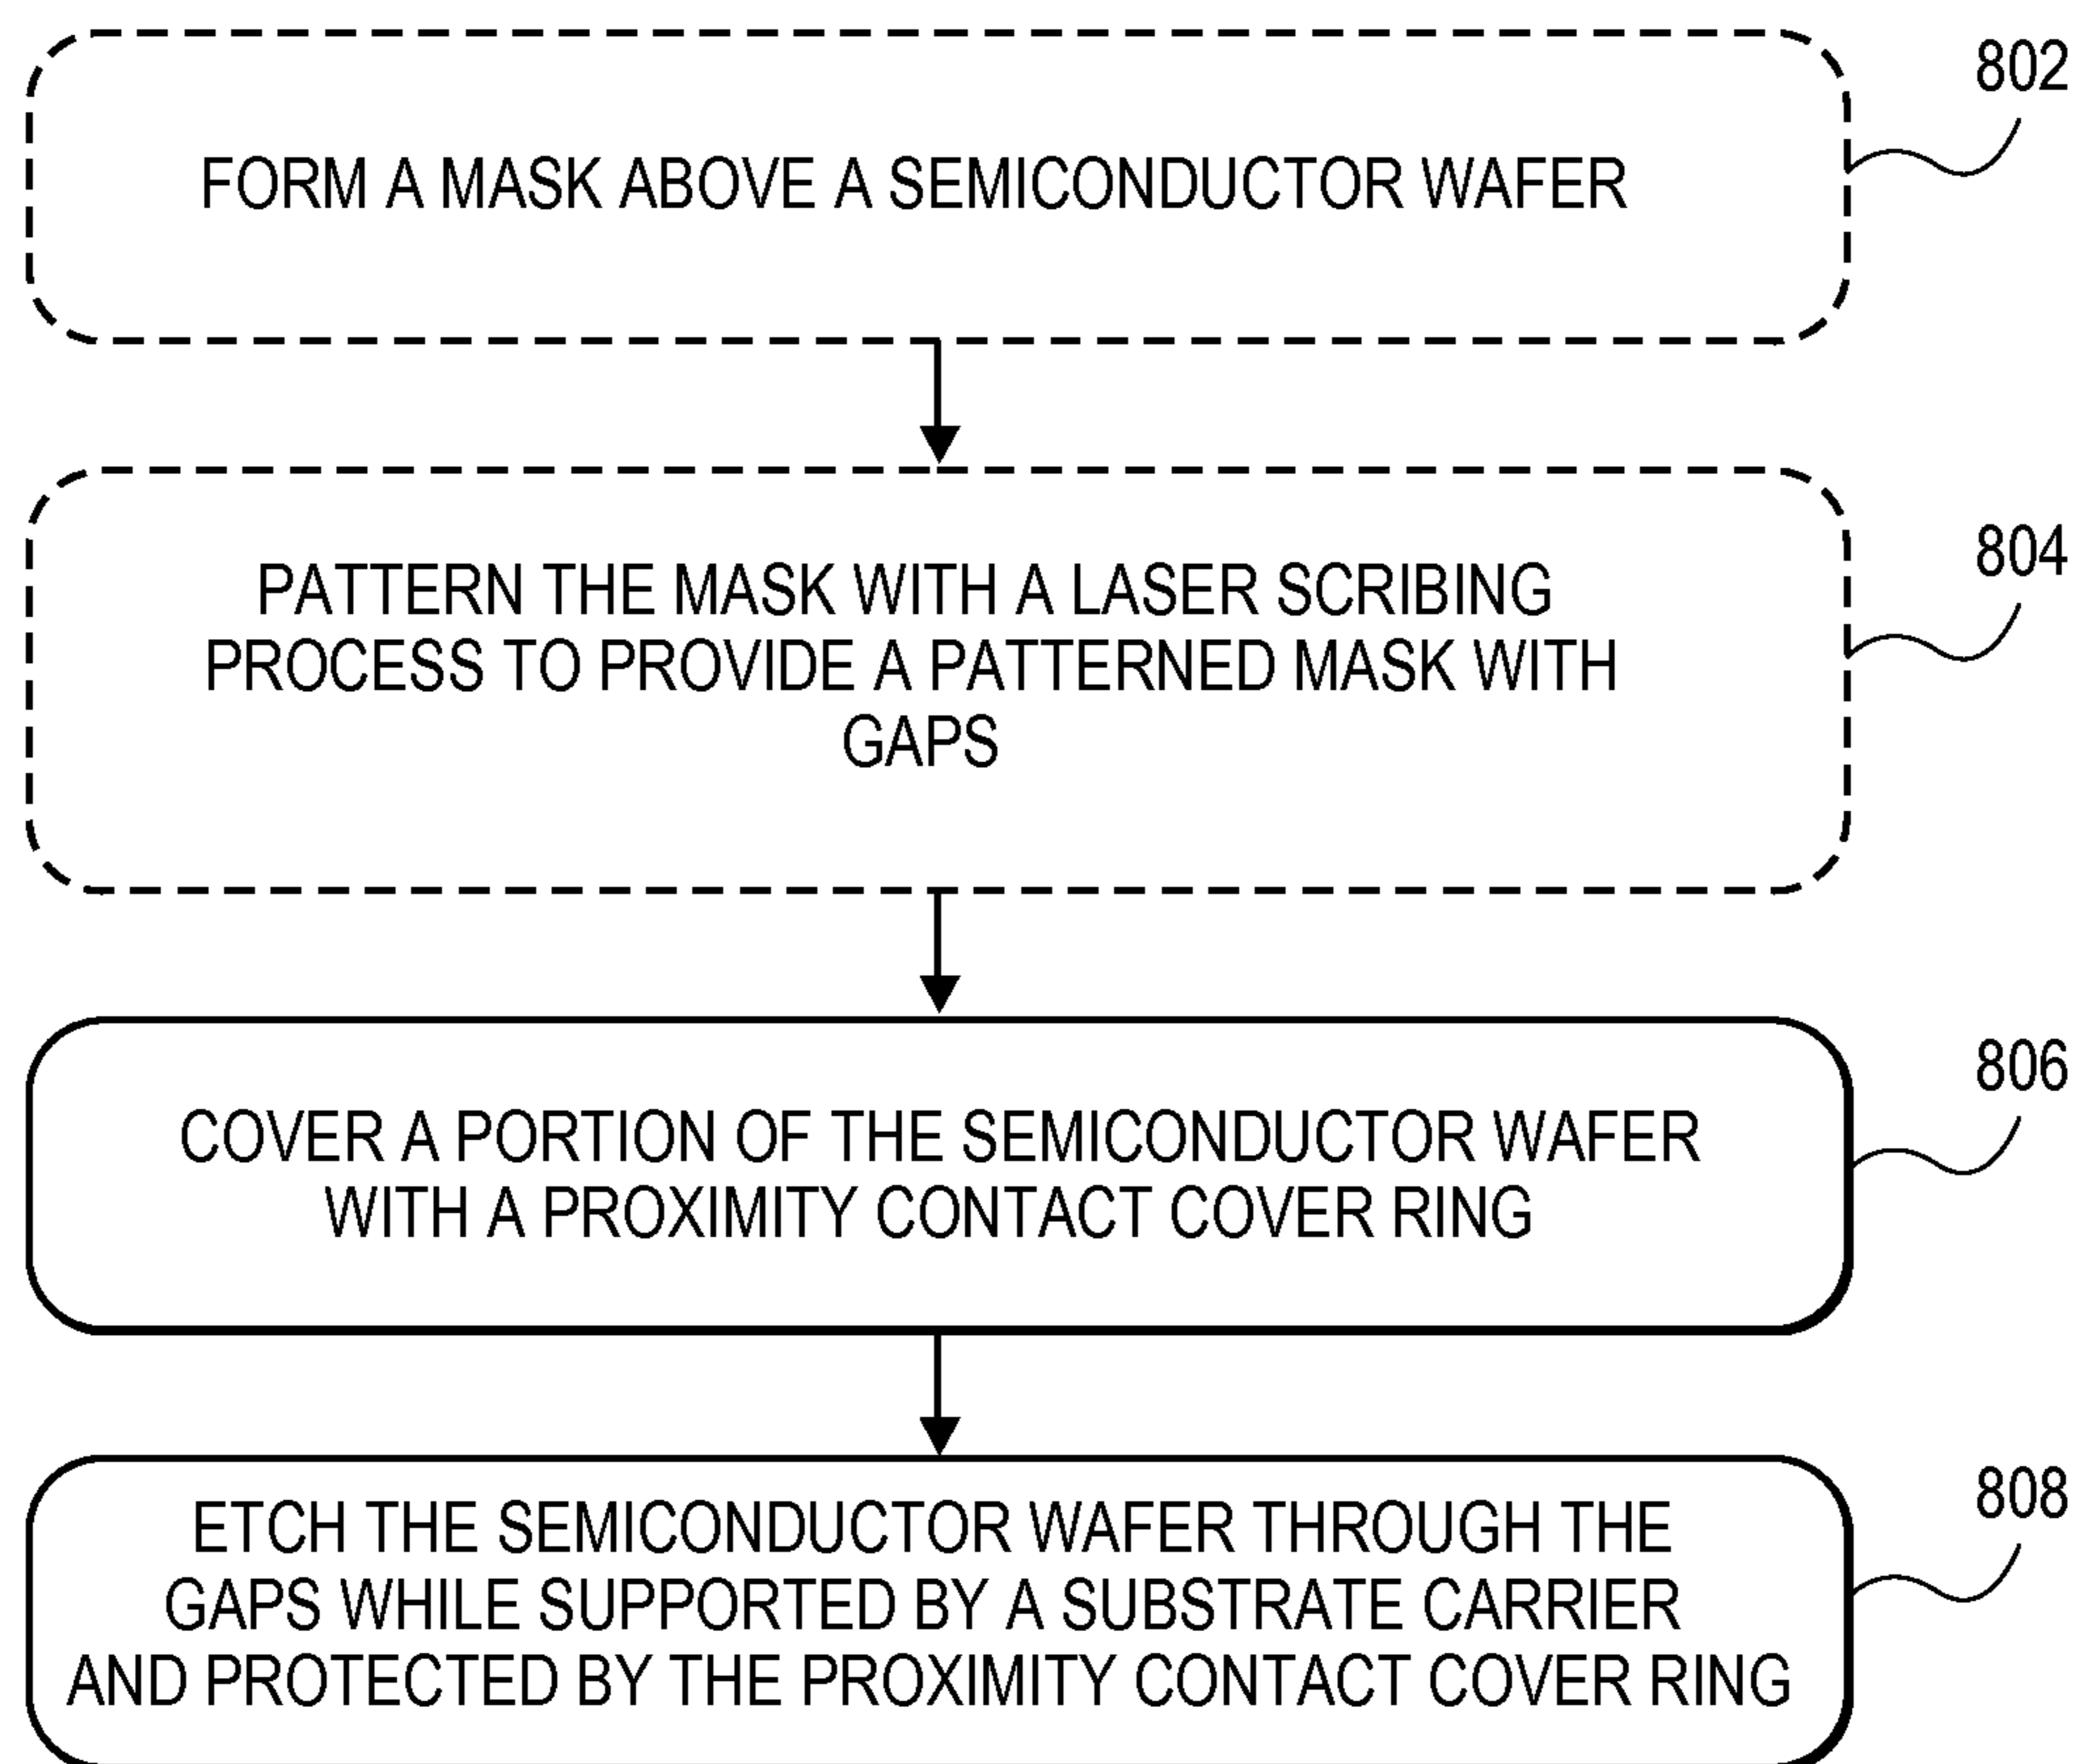 802
FORM A MASK ABOVE A SEMICONDUCTOR WAFER
804
PATTERN THE MASK WITH A LASER SCRIBING
PROCESS TO PROVIDE A PATTERNED MASK WITH
GAPS
806
COVER A PORTION OF THE SEMICONDUCTOR WAFER
WITH A PROXIMITY CONTACT COVER RING
808
ETCH THE SEMICONDUCTOR WAFER THROUGH THE
GAPS WHILE SUPPORTED BY A SUBSTRATE CARRIER
AND PROTECTED BY THE PROXIMITY CONTACT COVER RING